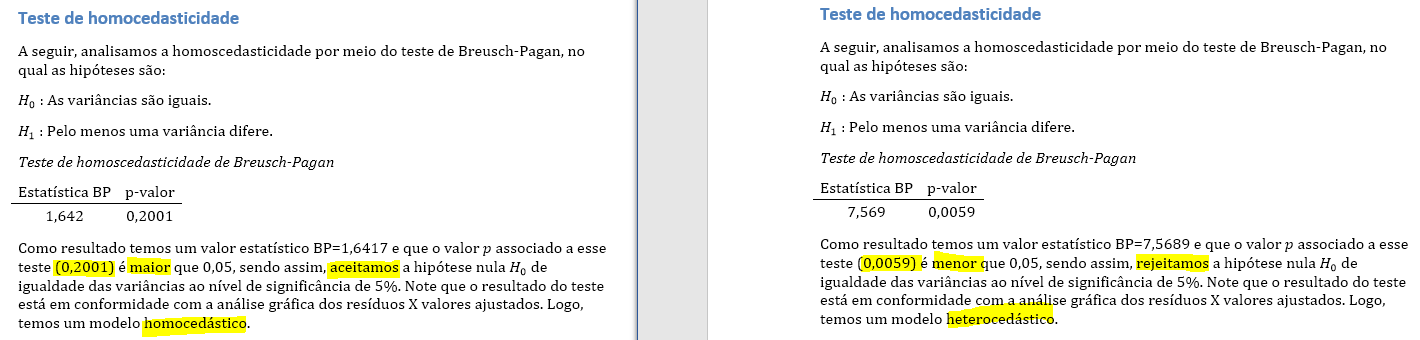 Teste de homocedasticidade
A seguir, analisamos a homoscedasticidade por meio do teste de Breusch-Pagan, no
qual as hipóteses são:
H₀ : As variâncias são iguais.
H₁ : Pelo menos uma variância difere.
Teste de homoscedasticidade de Breusch-Pagan
Estatística BP p-valor
1,642 0,2001
Como resultado temos um valor estatístico BP=1,6417 e que o valor p associado a esse
teste (0,2001) é maior que 0,05, sendo assim, aceitamos a hipótese nula H₀ de
igualdade das variâncias ao nível de significância de 5%. Note que o resultado do teste
está em conformidade com a análise gráfica dos resíduos X valores ajustados. Logo,
temos um modelo homocedástico.
Teste de homocedasticidade
A seguir, analisamos a homoscedasticidade por meio do teste de Breusch-Pagan, no
qual as hipóteses são:
H₀ : As variâncias são iguais.
H₁ : Pelo menos uma variância difere.
Teste de homoscedasticidade de Breusch-Pagan
Estatística BP p-valor
7,569 0,0059
Como resultado temos um valor estatístico BP=7,5689 e que o valor p associado a esse
teste (0,0059) é menor que 0,05, sendo assim, rejeitamos a hipótese nula H₀ de
igualdade das variâncias ao nível de significância de 5%. Note que o resultado do teste
está em conformidade com a análise gráfica dos resíduos X valores ajustados. Logo,
temos um modelo heterocedástico.